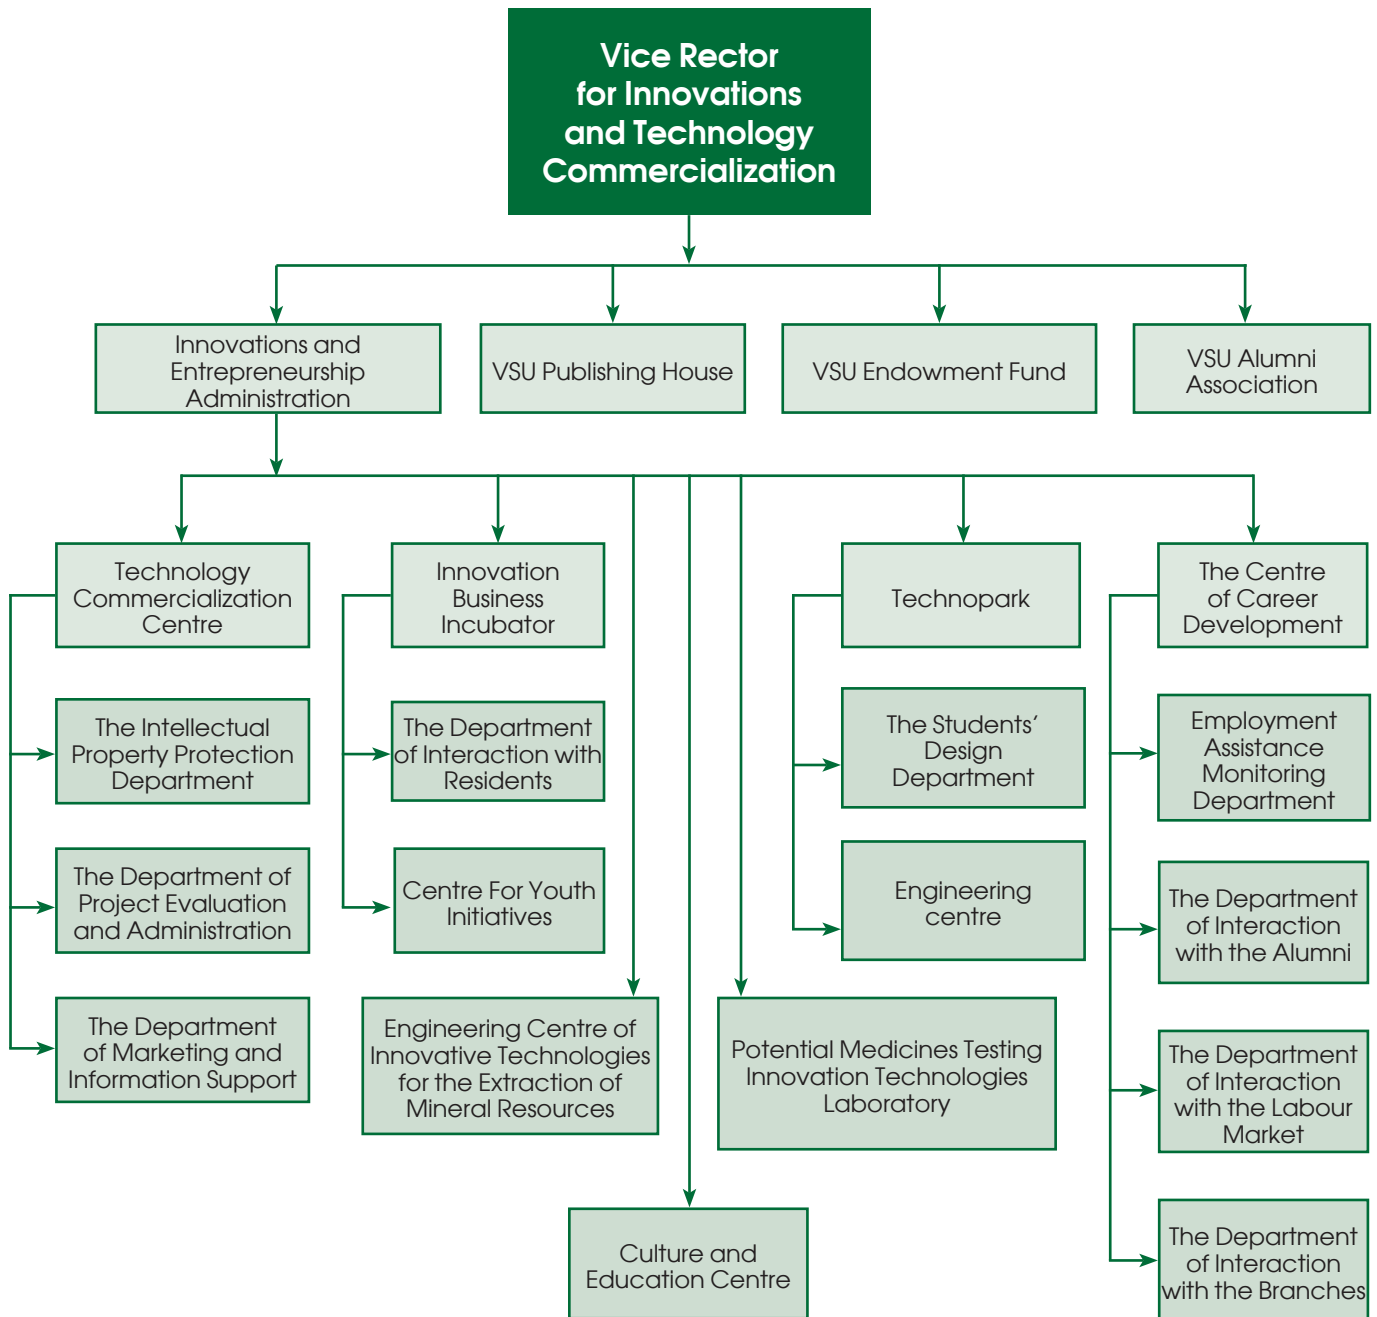 Vice Rector
for Innovations
and Technology
Commercialization
Innovations and
Entrepreneurship
Administration
VSU Publishing House
VSU Endowment Fund
VSU Alumni
Association
Technology
Commercialization
Centre
Innovation
Business
Incubator
Technopark
The Centre
of Career
Development
The Intellectual
Property Protection
Department
The Department
of Interaction with
Residents
The Students’
Design
Department
Employment
Assistance
Monitoring
Department
The Department of
Project Evaluation
and Administration
Centre For Youth
Initiatives
Engineering
centre
The Department
of Interaction
with the Alumni
The Department
of Marketing and
Information Support
Engineering Centre of
Innovative Technologies
for the Extraction of
Mineral Resources
Potential Medicines Testing
Innovation Technologies
Laboratory
The Department
of Interaction
with the Labour
Market
Culture and
Education Centre
The Department
of Interaction
with the Branches